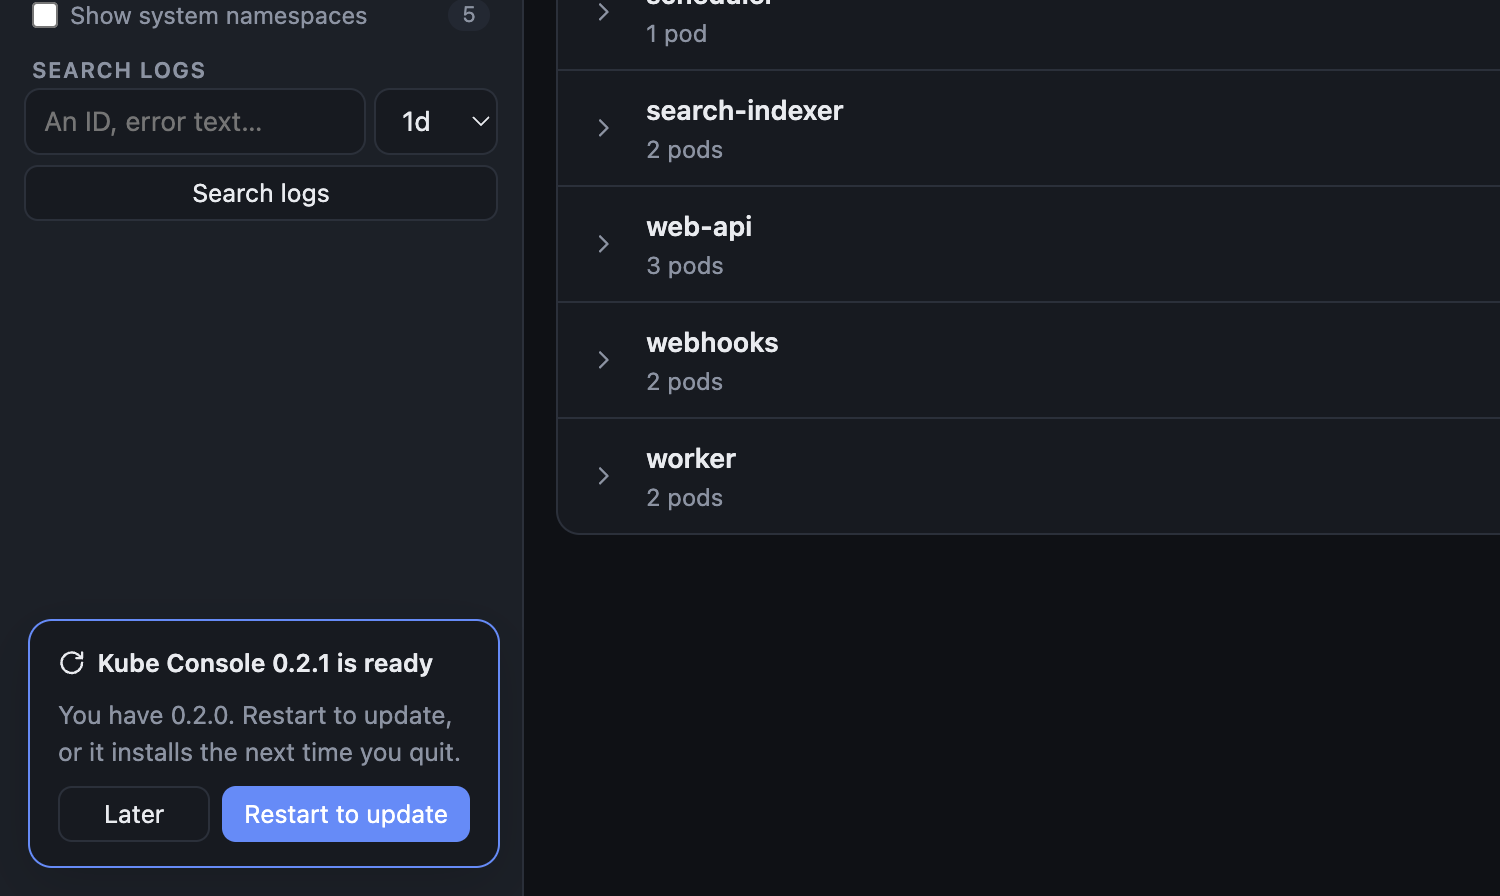 Show system namespaces
5
SEARCH LOGS
An ID, error text...
1d
Search logs
scheduler
1 pod
search-indexer
2 pods
web-api
3 pods
webhooks
2 pods
worker
2 pods
Kube Console 0.2.1 is ready
You have 0.2.0. Restart to update,
or it installs the next time you quit.
Later
Restart to update